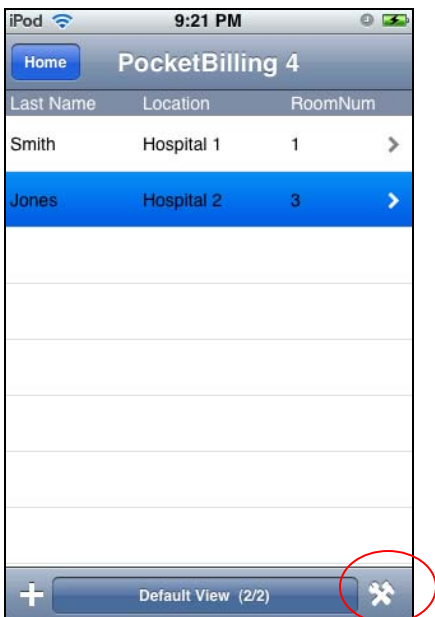 iPod 9:21 PM
Home PocketBilling 4
Last Name Location RoomNum
Smith Hospital 1 1
Jones Hospital 2 3
Default View (2/2)